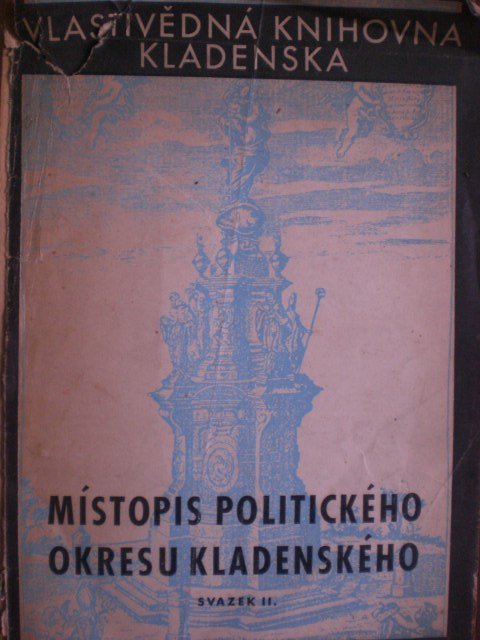 VLASTIVĚDNÁ KNIHOVNA
KLADENSKA
MÍSTOPIS POLITICKÉHO
OKRESU KLADENSKÉHO
SVAZEK II.